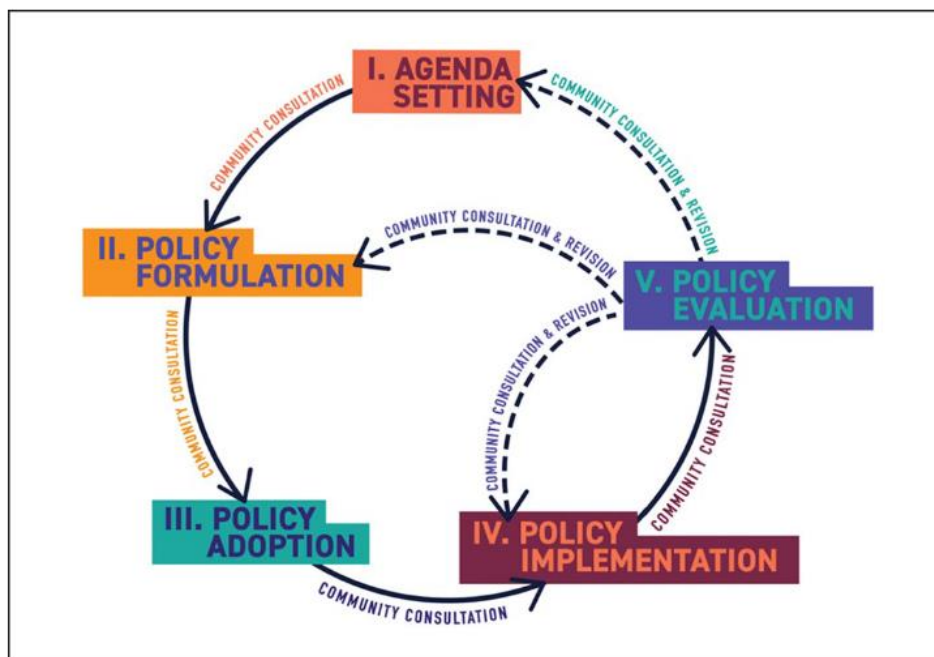 I. AGENDA
SETTING
COMMUNITY CONSULTATION
COMMUNITY CONSULTATION & REVISION
II. POLICY
FORMULATION
COMMUNITY CONSULTATION & REVISION
V. POLICY
EVALUATION
COMMUNITY CONSULTATION & REVISION
COMMUNITY CONSULTATION
COMMUNITY CONSULTATION
III. POLICY
ADOPTION
IV. POLICY
IMPLEMENTATION
COMMUNITY CONSULTATION